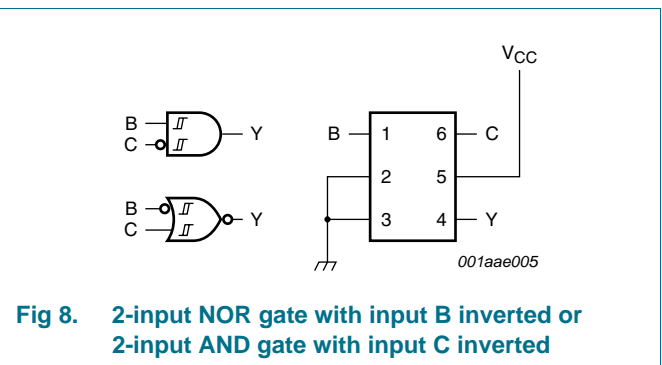 VCC
B
C
Y
B
C
Y
B 1 6 C
2 5
3 4 Y
001aae005
Fig 8. 2-input NOR gate with input B inverted or
2-input AND gate with input C inverted